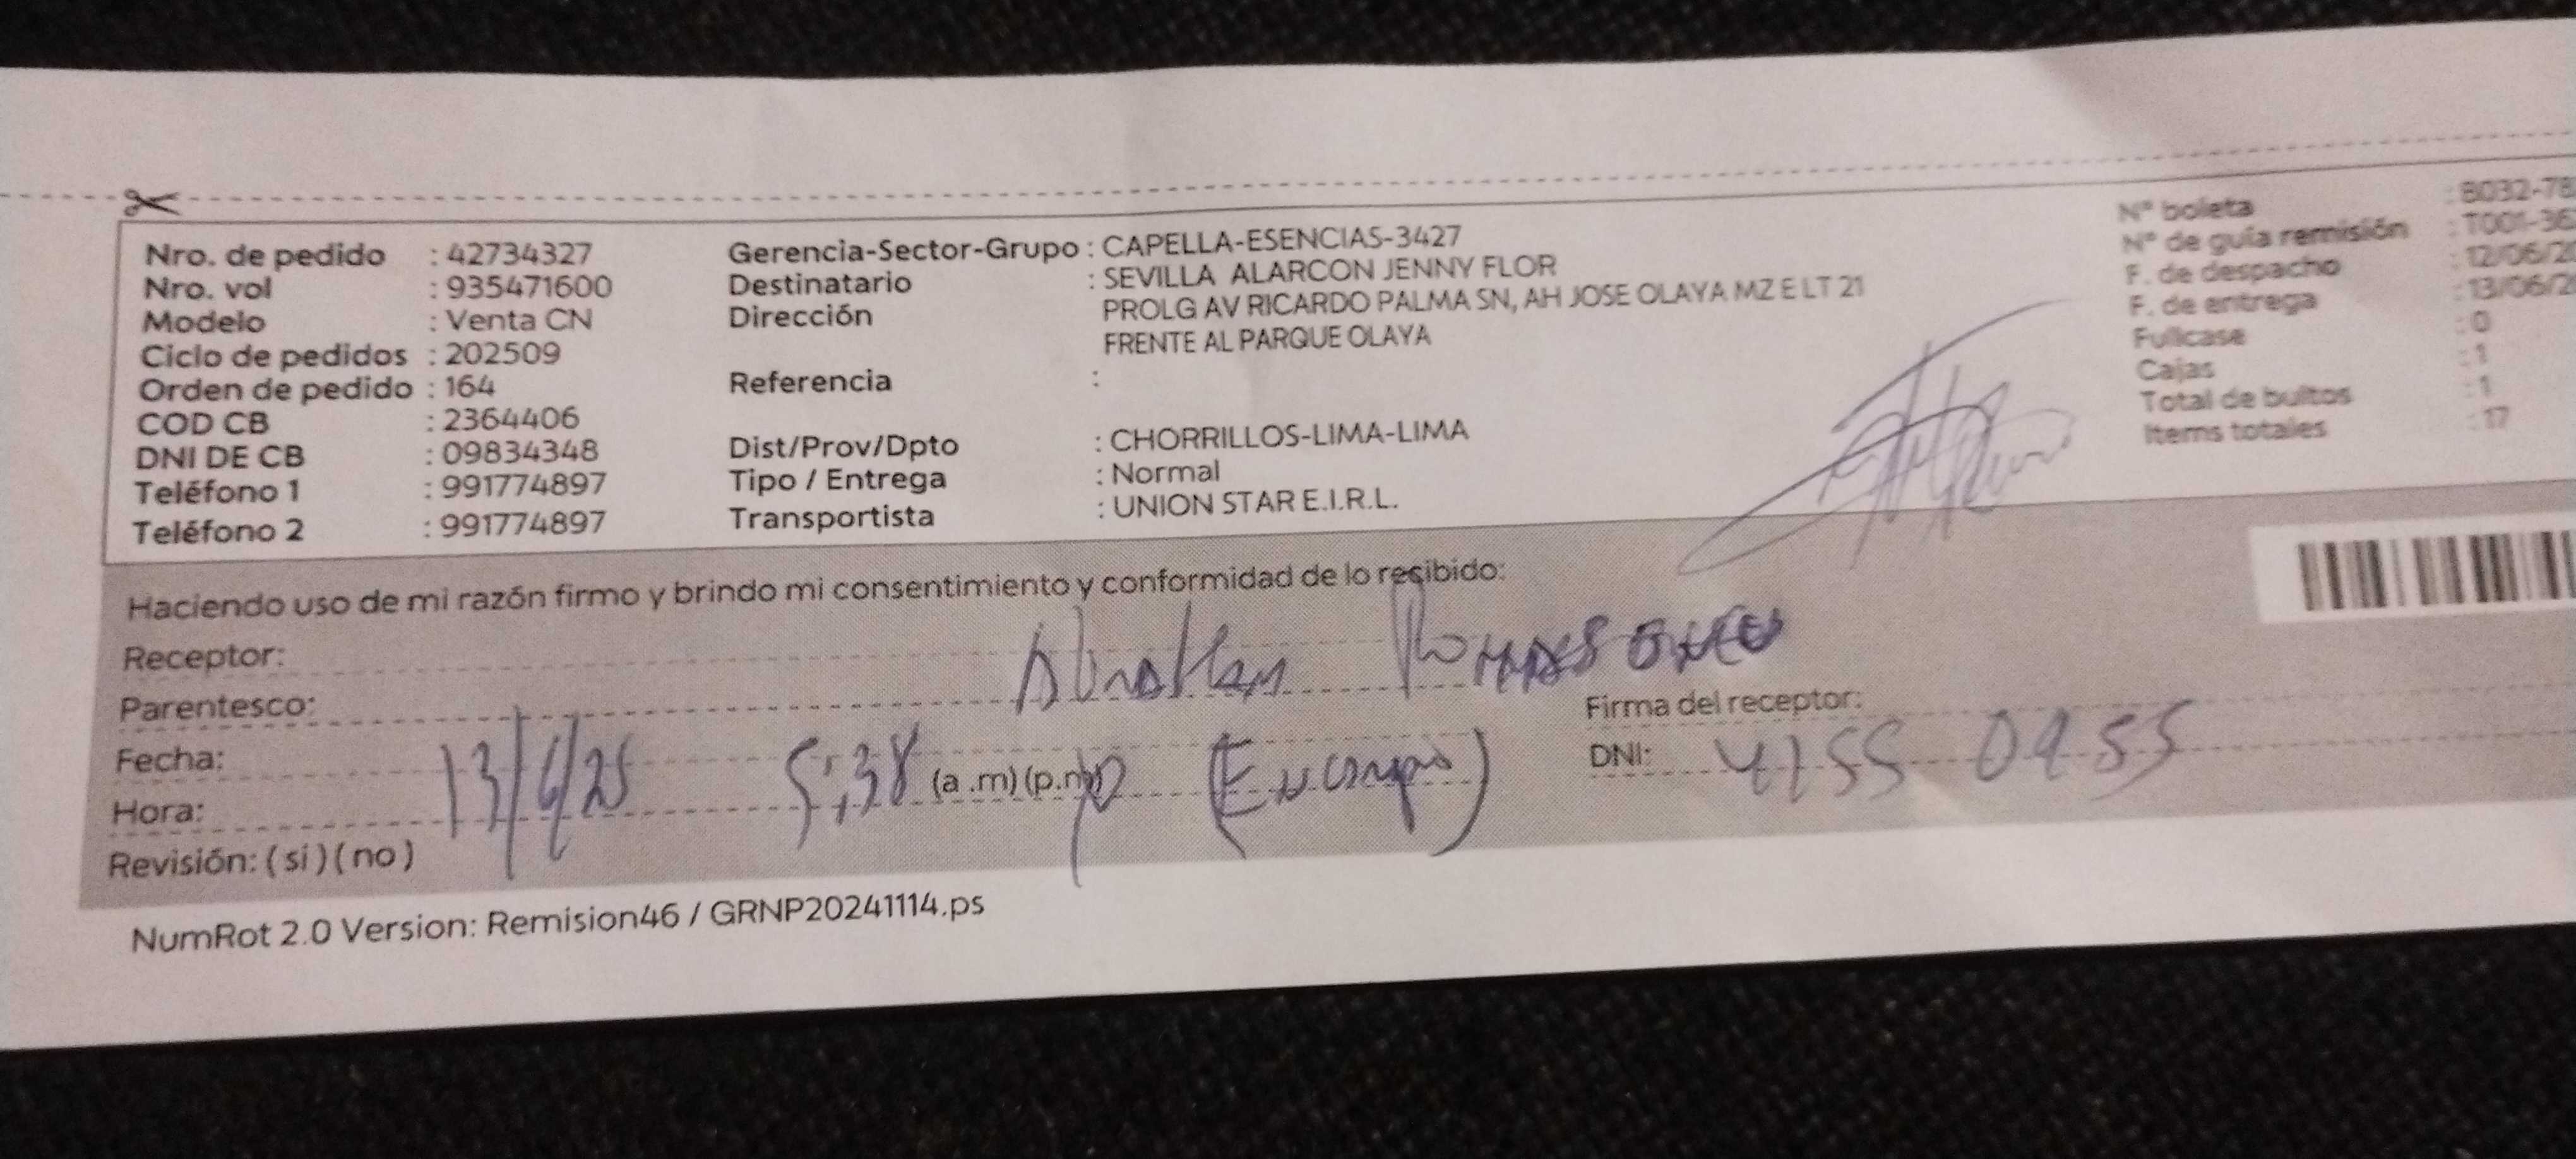 Nro. de pedido : 42734327
Nro. vol : 935471600
Modelo : Venta CN
Ciclo de pedidos : 202509
Orden de pedido : 164
COD CB : 2364406
DNI DE CB : 09834348
Teléfono 1 : 991774897
Teléfono 2 : 991774897
Gerencia-Sector-Grupo : CAPELLA-ESENCIAS-3427
Destinatario : SEVILLA ALARCON JENNY FLOR
Dirección PROLG AV RICARDO PALMA SN, AH JOSE OLAYA MZ E LT 21
FRENTE AL PARQUE OLAYA
Referencia :
Dist/Prov/Dpto : CHORRILLOS-LIMA-LIMA
Tipo / Entrega : Normal
Transportista : UNION STAR E.I.R.L.
N° boleta : B032-78
N° de guía remisión : T001-36
F. de despacho : 12/06/2
F. de entrega : 13/06/2
Fullcase : 0
Cajas : 1
Total de bultos : 1
Items totales : 17
Haciendo uso de mi razón firmo y brindo mi consentimiento y conformidad de lo recibido:
Receptor:
Parentesco:
Firma del receptor:
Fecha: 13/6/25
Hora: 5:38 (a .m) (p.m)
DNI: 4155 0955
Revisión: ( si ) ( no )
NumRot 2.0 Version: Remision46 / GRNP20241114.ps